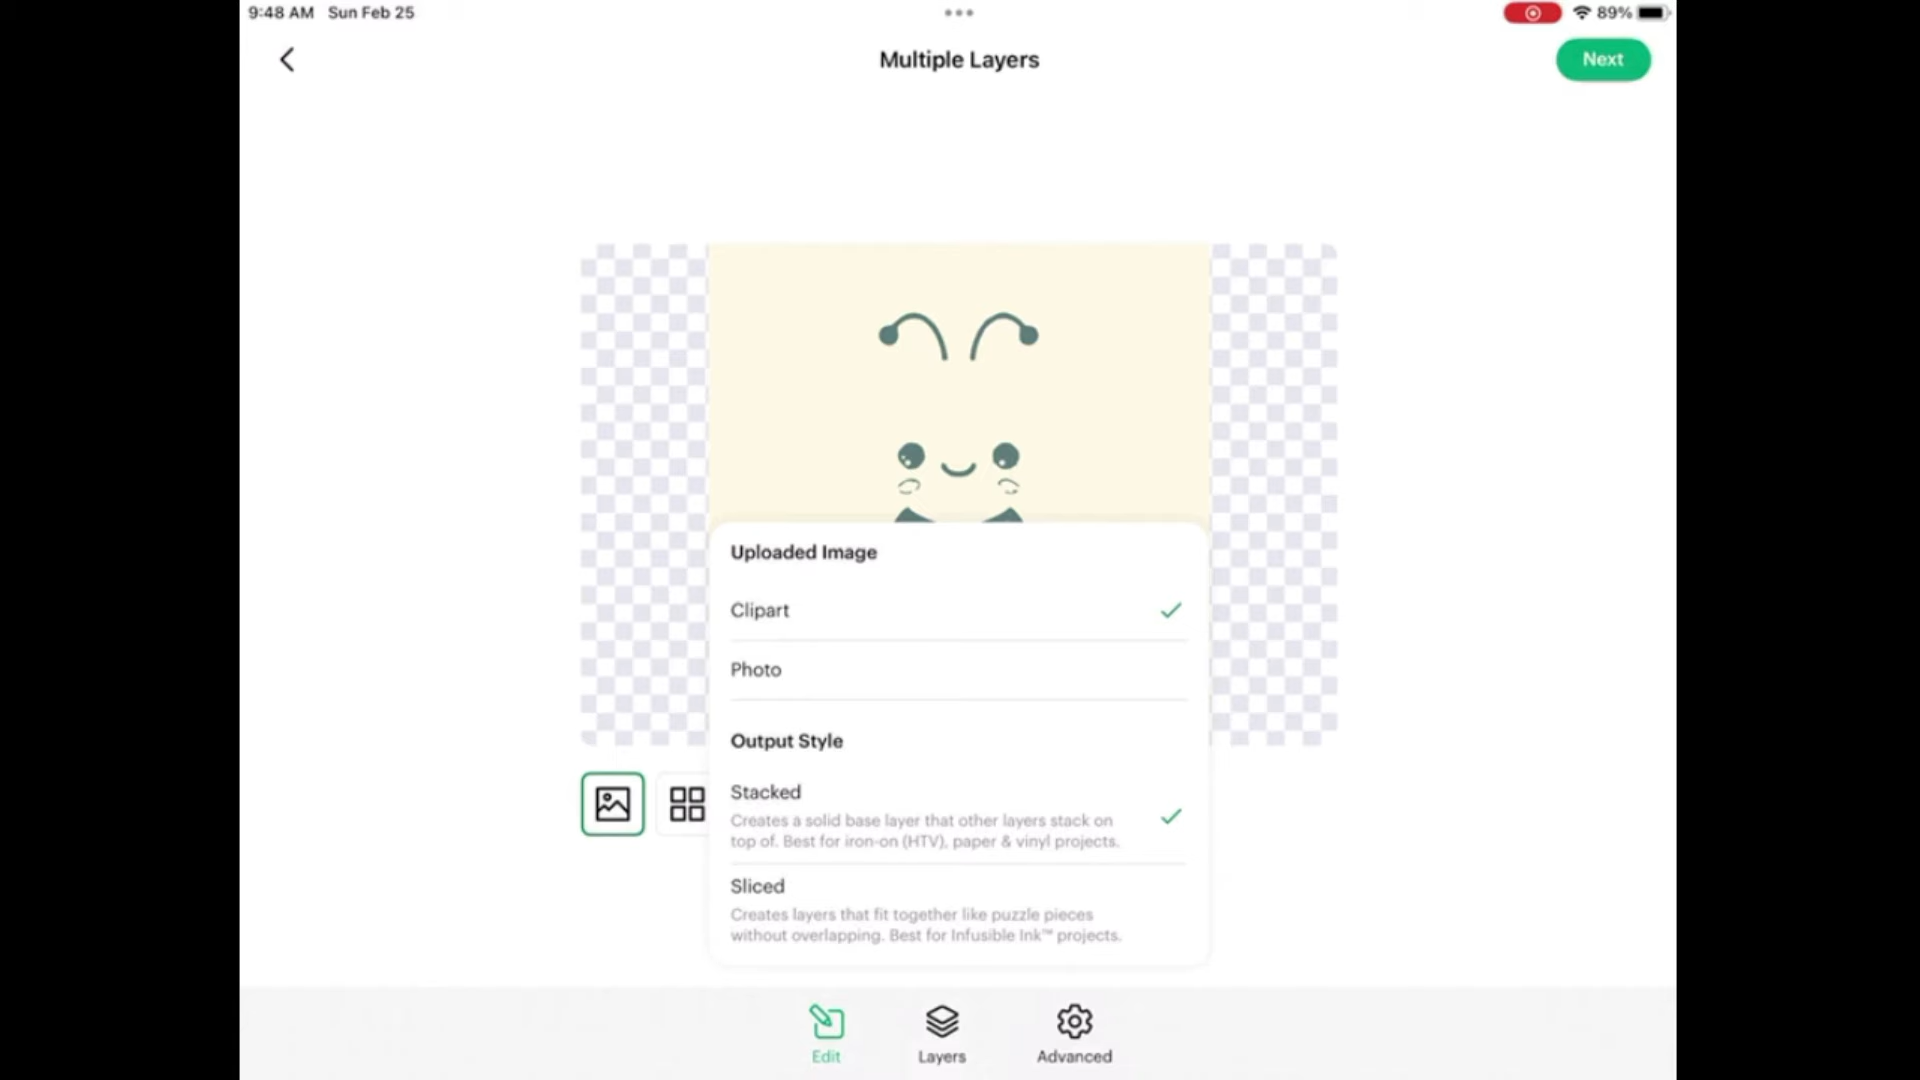 9:48 AM Sun Feb 25
89%
Multiple Layers
Next
Uploaded Image
Clipart
Photo
Output Style
Stacked
Creates a solid base layer that other layers stack on
top of. Best for iron-on (HTV), paper & vinyl projects.
Sliced
Creates layers that fit together like puzzle pieces
without overlapping. Best for Infusible Ink™ projects.
Edit
Layers
Advanced